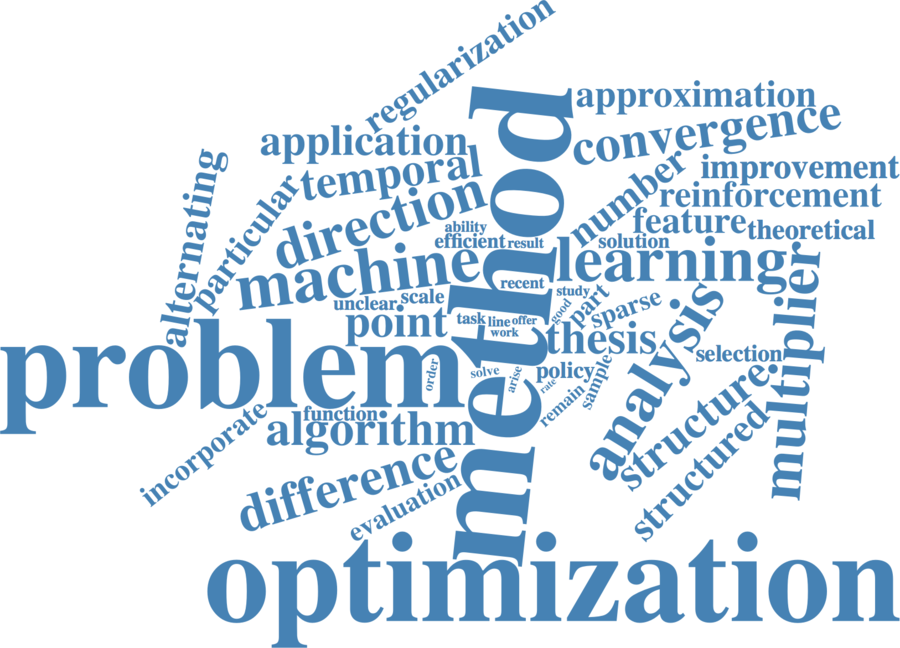 regularization
approximation
convergence
application
temporal
improvement
alternating
particular
direction
number
reinforcement
method
feature
theoretical
ability
efficient
result
solution
machine
learning
recent
study
unclear
scale
good
part
sparse
multiplier
point
task
line
offer
work
thesis
analysis
problem
order
solve
arise
rate
policy
sample
remain
selection
structure
structured
incorporate
function
algorithm
difference
evaluation
optimization